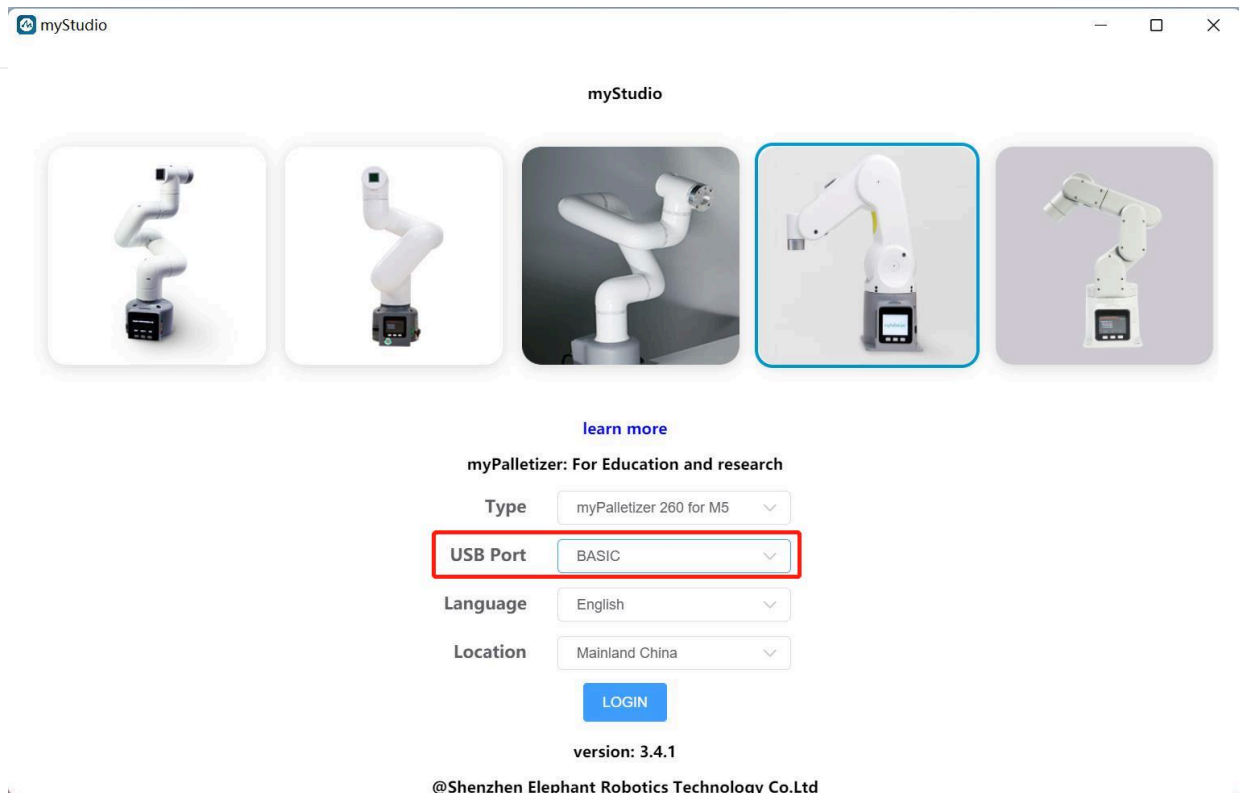 myStudio
myStudio
learn more
myPalletizer: For Education and research
Type myPalletizer 260 for M5
USB Port BASIC
Language English
Location Mainland China
LOGIN
version: 3.4.1
@Shenzhen Elephant Robotics Technology Co.Ltd